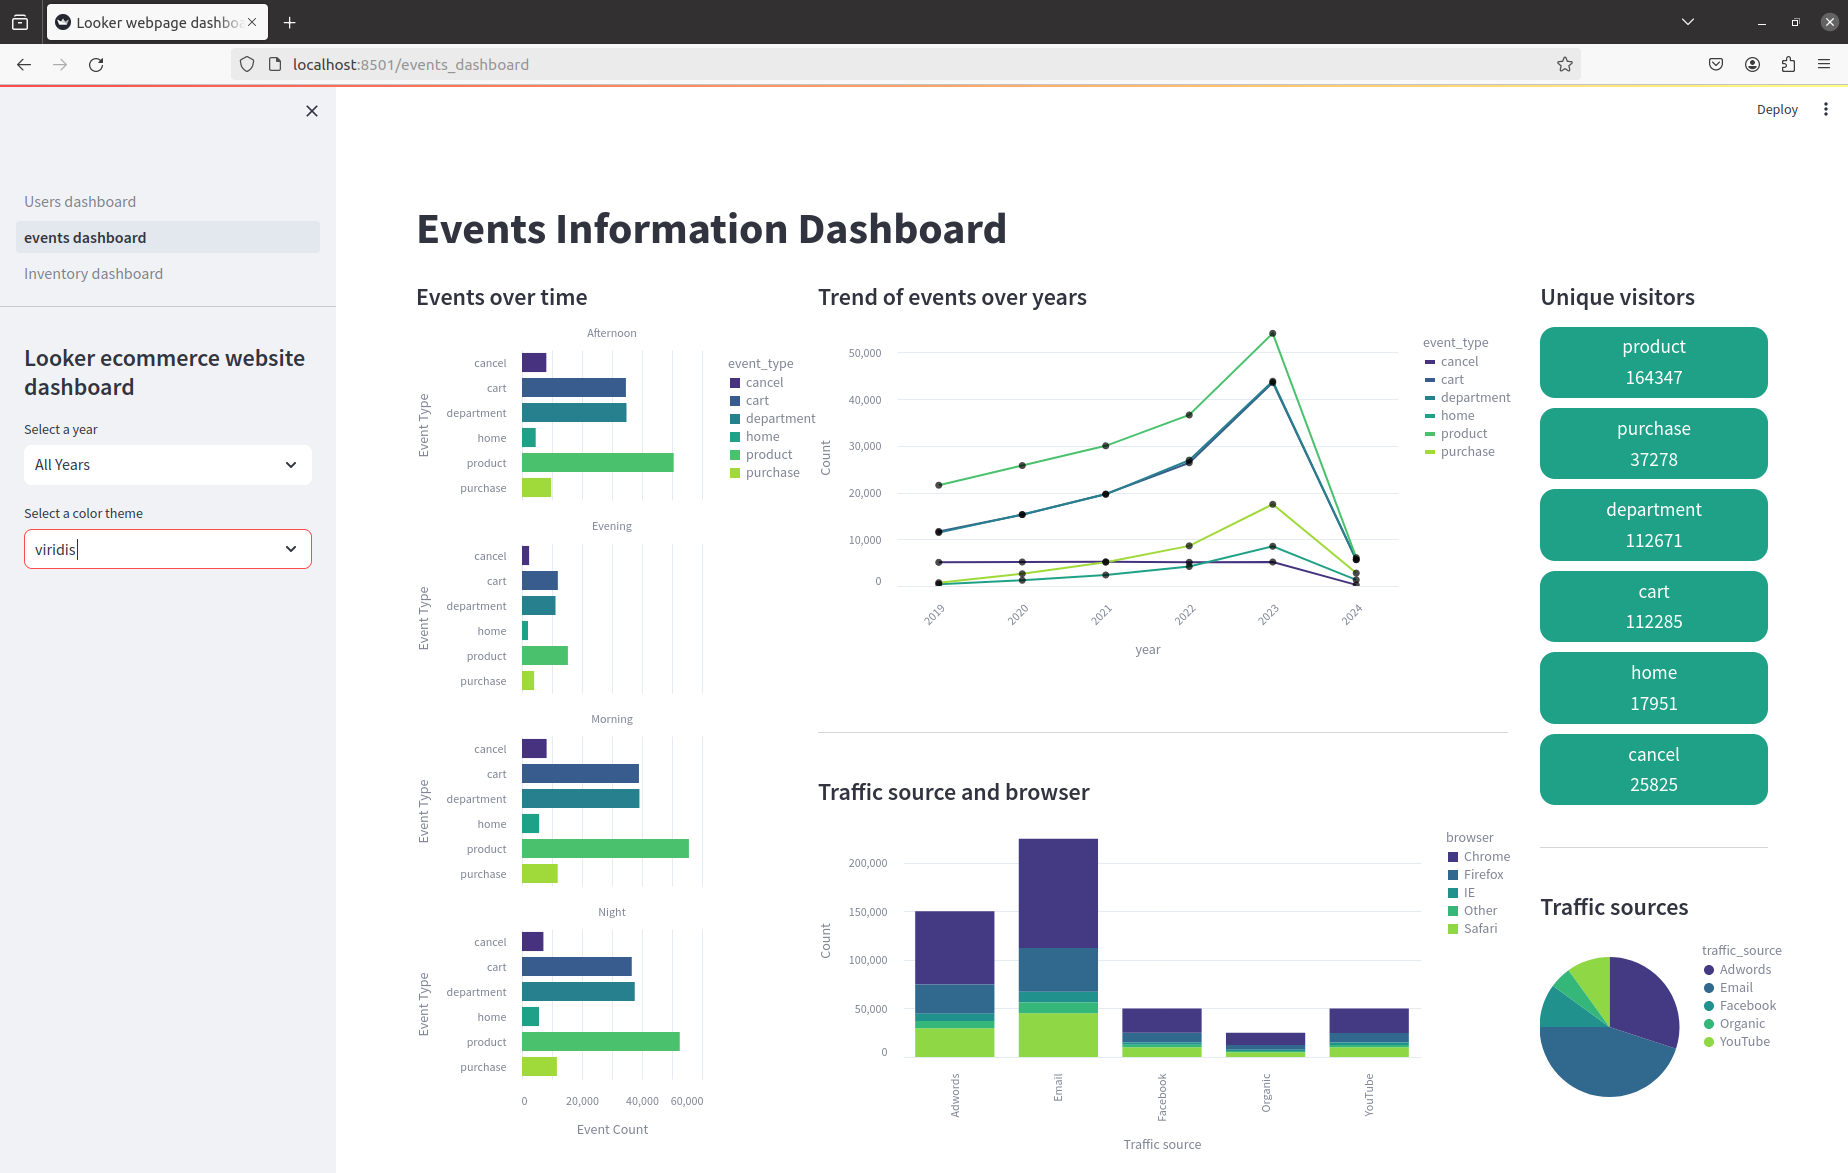 Looker webpage dashbo
localhost:8501/events_dashboard
Deploy
Users dashboard
events dashboard
Inventory dashboard
Looker ecommerce website
dashboard
Select a year
All Years
Select a color theme
viridis
Events Information Dashboard
Events over time
Afternoon
Event Type
cancel
cart
department
home
product
purchase
event_type
cancel
cart
department
home
product
purchase
Evening
Event Type
cancel
cart
department
home
product
purchase
Morning
Event Type
cancel
cart
department
home
product
purchase
Night
Event Type
cancel
cart
department
home
product
purchase
0 20,000 40,000 60,000
Event Count
Trend of events over years
Count
50,000
40,000
30,000
20,000
10,000
0
2019 2020 2021 2022 2023 2024
year
event_type
cancel
cart
department
home
product
purchase
Traffic source and browser
Count
200,000
150,000
100,000
50,000
0
Adwords Email Facebook Organic YouTube
Traffic source
browser
Chrome
Firefox
IE
Other
Safari
Unique visitors
product
164347
purchase
37278
department
112671
cart
112285
home
17951
cancel
25825
Traffic sources
traffic_source
Adwords
Email
Facebook
Organic
YouTube